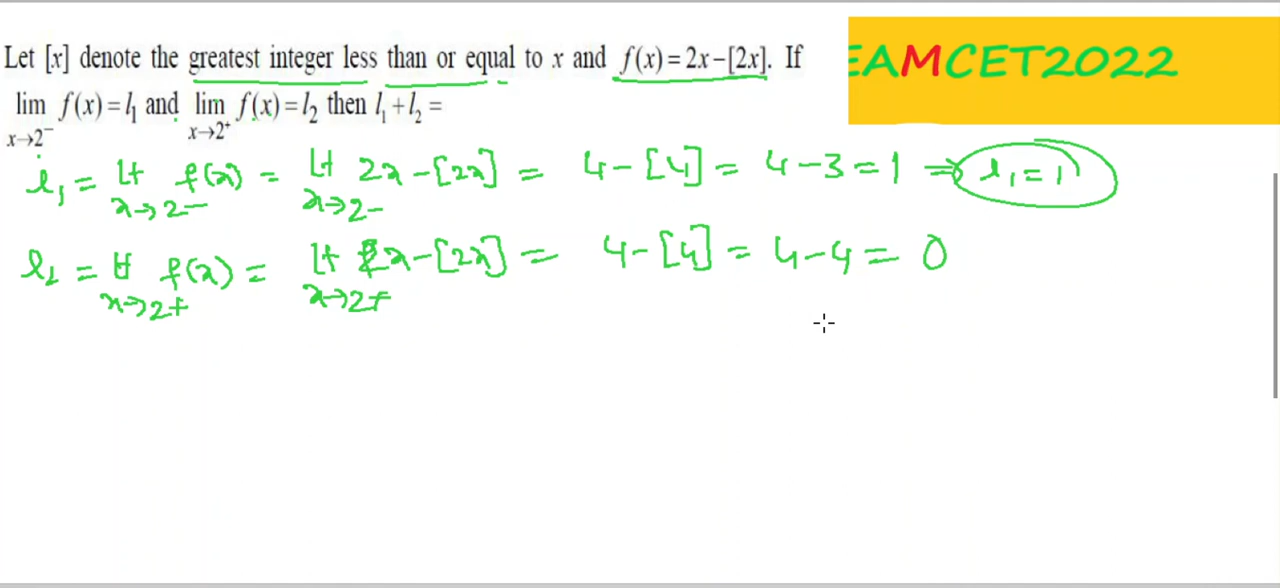 Let [x] denote the greatest integer less than or equal to x and f(x)=2x−[2x]. If
EAMCET2022
lim x→2⁻ f(x)=l₁ and lim x→2⁺ f(x)=l₂ then l₁+l₂=
l₁ = Lt x→2− f(x) = Lt x→2− 2x−[2x] = 4−[4] = 4−3=1 ⇒ l₁=1
l₂ = Lt x→2+ f(x) = Lt x→2+ 2x−[2x] = 4−[4] = 4−4=0